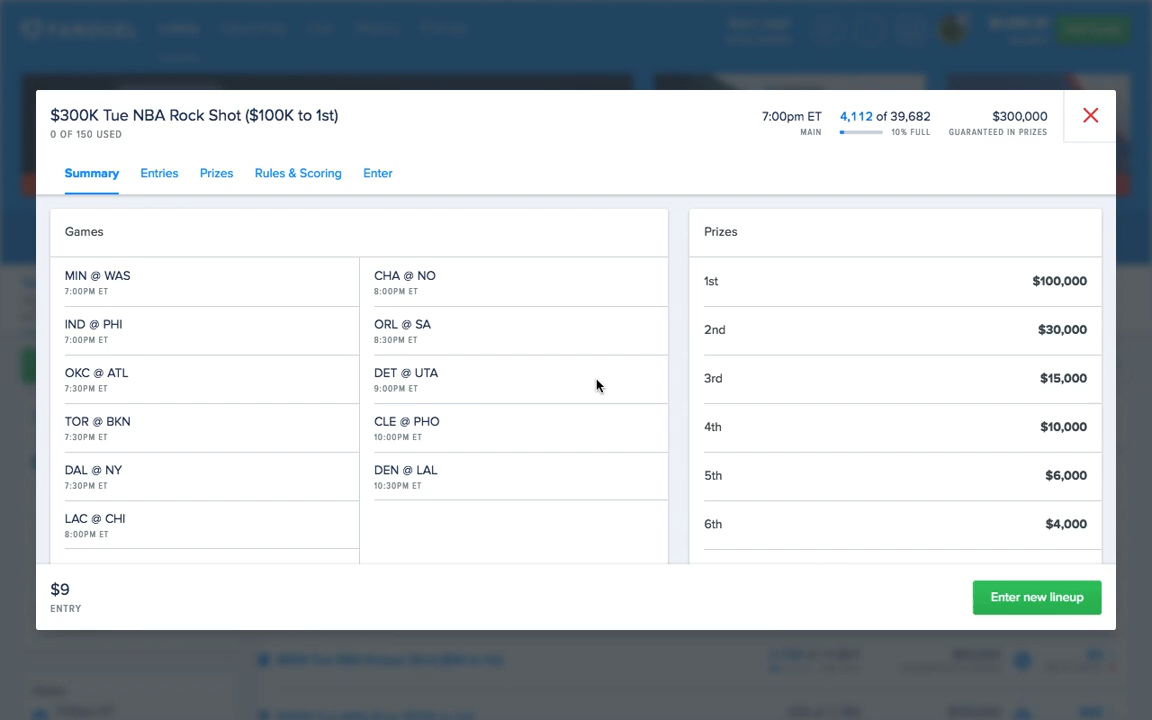 $300K Tue NBA Rock Shot ($100K to 1st)
0 OF 150 USED
7:00pm ET
MAIN
4,112 of 39,682
10% FULL
$300,000
GUARANTEED IN PRIZES
Summary
Entries
Prizes
Rules & Scoring
Enter
Games
MIN @ WAS
7:00PM ET
IND @ PHI
7:00PM ET
OKC @ ATL
7:30PM ET
TOR @ BKN
7:30PM ET
DAL @ NY
7:30PM ET
LAC @ CHI
8:00PM ET
CHA @ NO
8:00PM ET
ORL @ SA
8:30PM ET
DET @ UTA
9:00PM ET
CLE @ PHO
10:00PM ET
DEN @ LAL
10:30PM ET
Prizes
1st $100,000
2nd $30,000
3rd $15,000
4th $10,000
5th $6,000
6th $4,000
$9
ENTRY
Enter new lineup